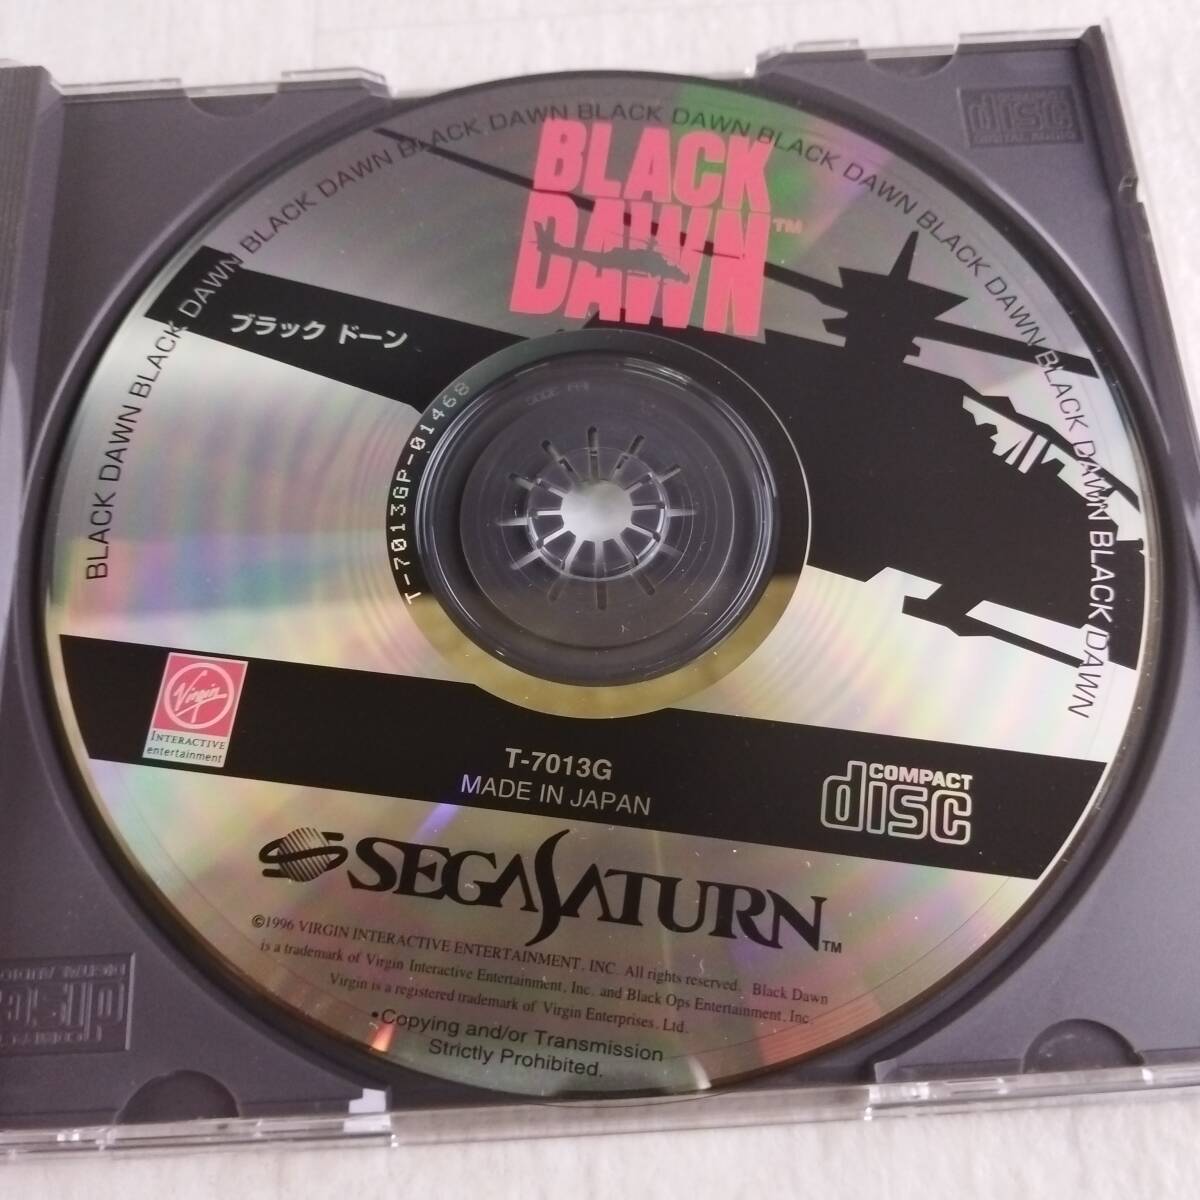 BLACK DAWN BLACK DAWN BLACK DAWN BLACK DAWN BLACK DAWN BLACK DAWN BLACK DAWN BLACK DAWN BLACK DAWN
BLACK
DAWN™
ブラック ドーン
T-7013GP-01468
disc
Virgin
INTERACTIVE
entertainment
T-7013G
MADE IN JAPAN
COMPACT
disc
SEGA SATURN™
©1996 VIRGIN INTERACTIVE ENTERTAINMENT, INC. All rights reserved. Black Dawn
is a trademark of Virgin Interactive Entertainment, Inc. and Black Ops Entertainment, Inc.
Virgin is a registered trademark of Virgin Enterprises, Ltd.
•Copying and/or Transmission
Strictly Prohibited.
DIGITAL AUDIO